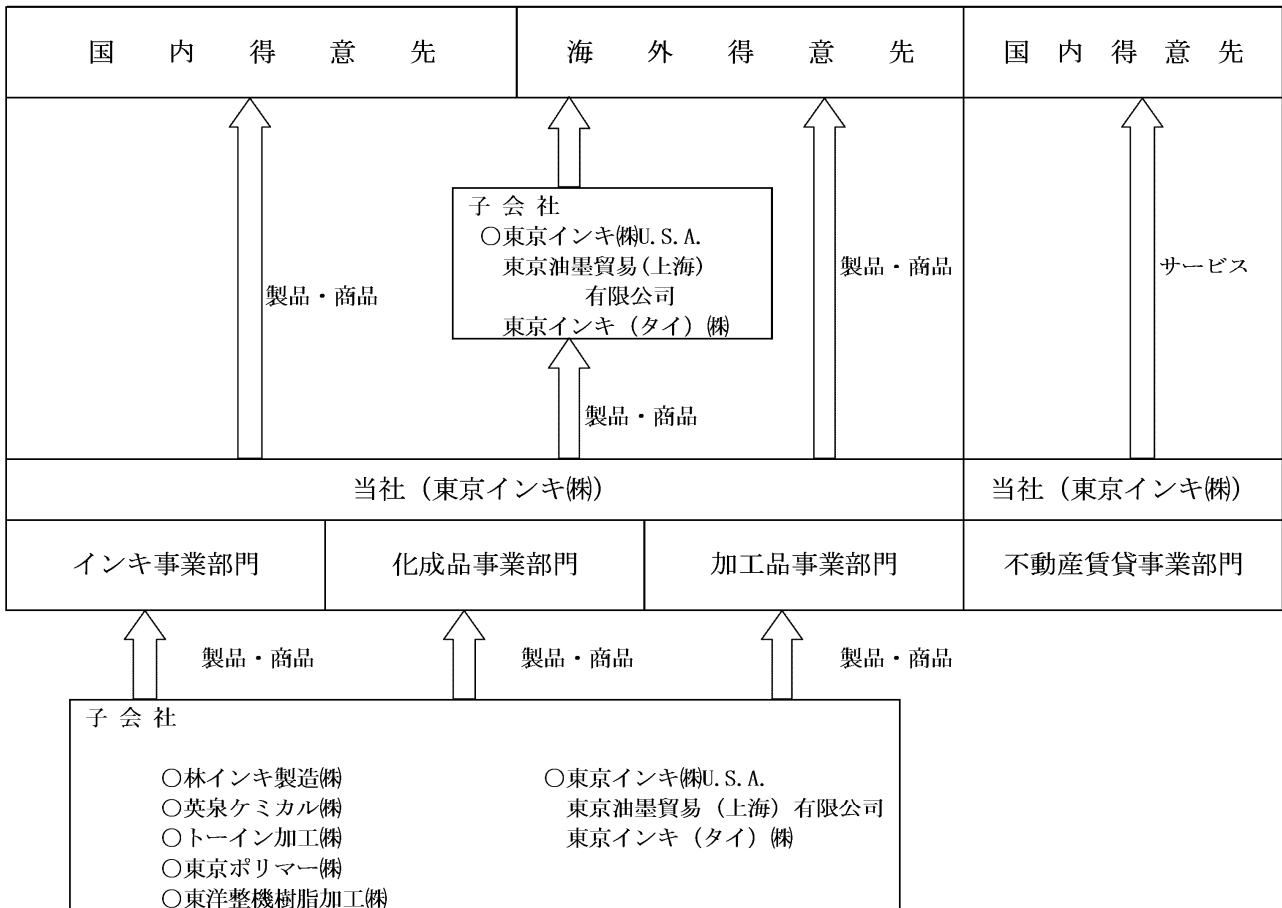 国内得意先
海外得意先
国内得意先
子会社
○東京インキ㈱U.S.A.
東京油墨貿易(上海)
有限公司
東京インキ（タイ）㈱
製品・商品
製品・商品
サービス
製品・商品
当社（東京インキ㈱）
当社（東京インキ㈱）
インキ事業部門
化成品事業部門
加工品事業部門
不動産賃貸事業部門
製品・商品
製品・商品
製品・商品
子会社
○林インキ製造㈱
○英泉ケミカル㈱
○トーイン加工㈱
○東京ポリマー㈱
○東洋整機樹脂加工㈱
○東京インキ㈱U.S.A.
東京油墨貿易（上海）有限公司
東京インキ（タイ）㈱